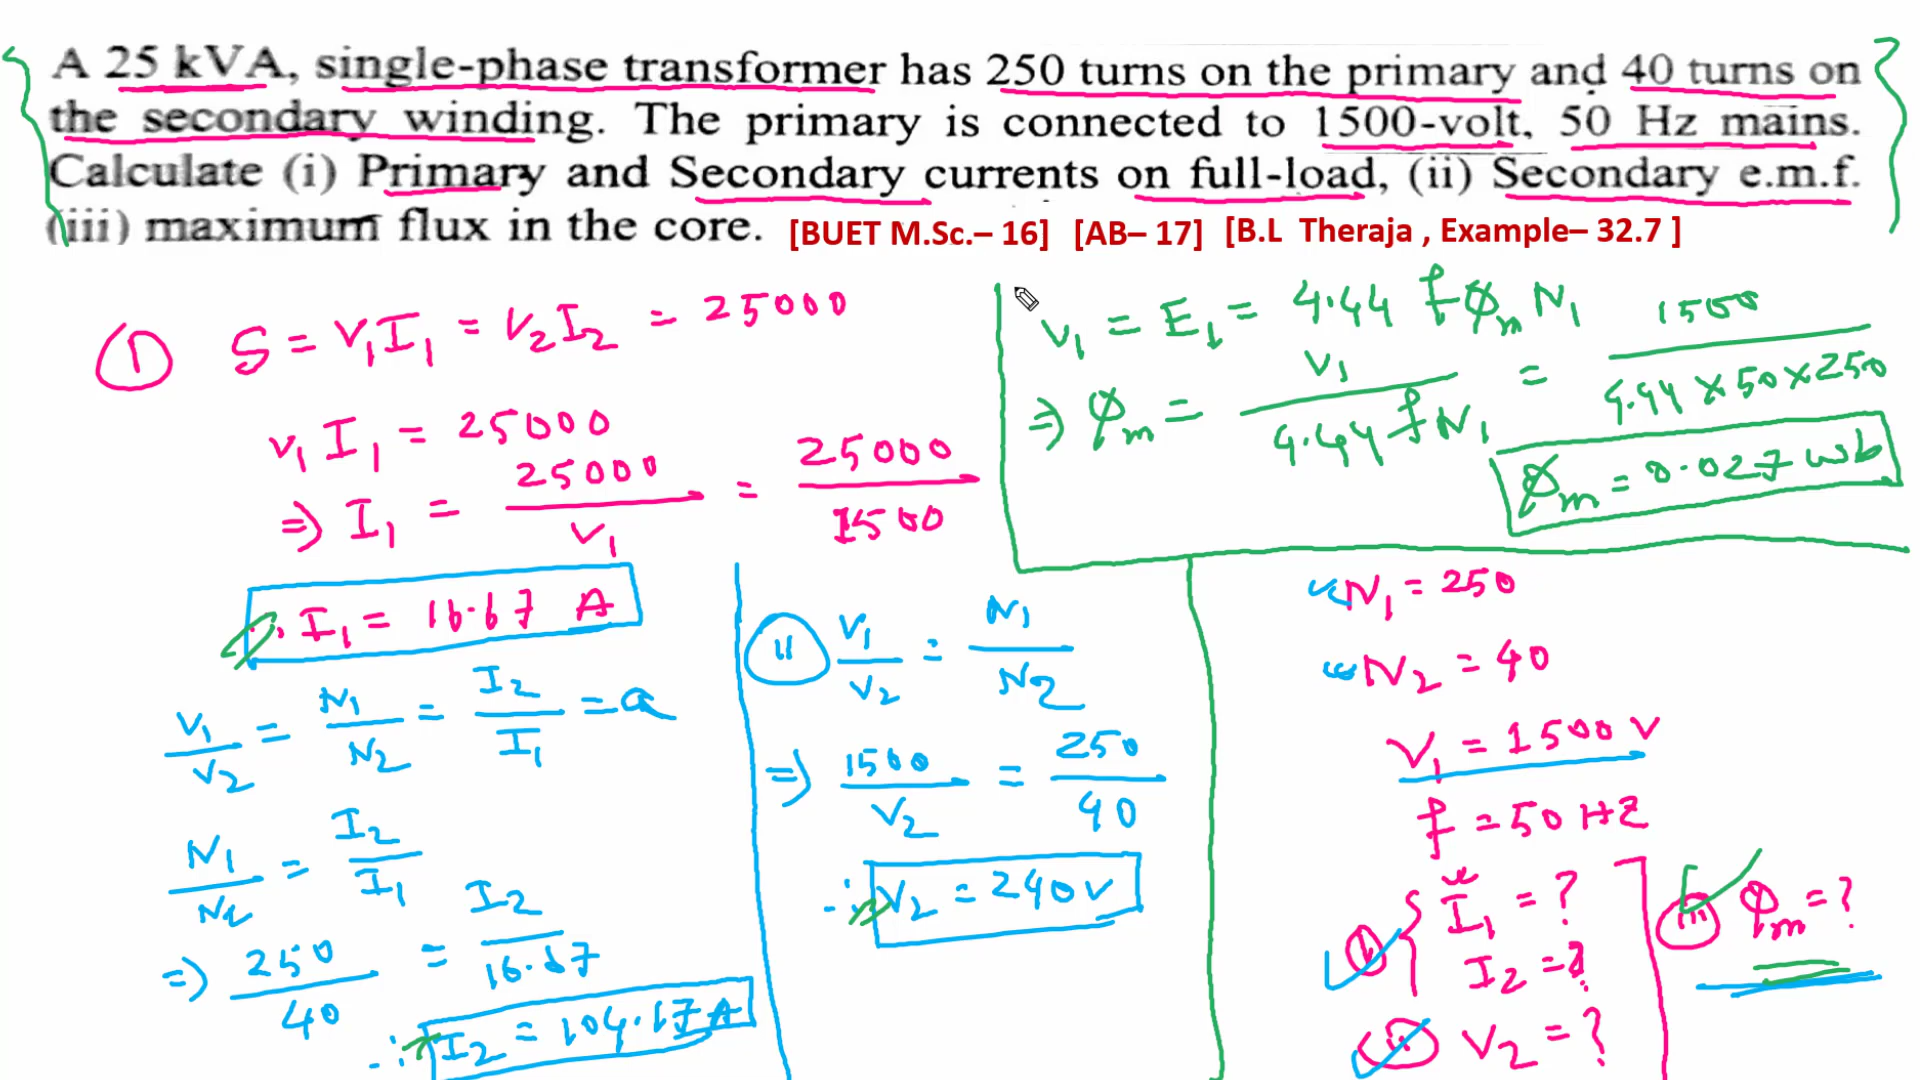 A 25 kVA, single-phase transformer has 250 turns on the primary and 40 turns on
the secondary winding. The primary is connected to 1500-volt, 50 Hz mains.
Calculate (i) Primary and Secondary currents on full-load, (ii) Secondary e.m.f.
(iii) maximum flux in the core. [BUET M.Sc.– 16] [AB– 17] [B.L Theraja , Example– 32.7 ]
① S = V₁I₁ = V₂I₂ = 25000
V₁I₁ = 25000
⇒ I₁ = 25000/V₁ = 25000/1500
∴ I₁ = 16.67 A
V₁/V₂ = N₁/N₂ = I₂/I₁ = a
N₁/N₂ = I₂/I₁
⇒ 250/40 = I₂/16.67
∴ I₂ = 104.17 A
ii V₁/V₂ = N₁/N₂
⇒ 1500/V₂ = 250/40
∴ V₂ = 240 V
V₁ = E₁ = 4.44 f φₘ N₁
⇒ φₘ = V₁/4.44 f N₁ = 1500/4.44×50×250
φₘ = 0.027 wb
N₁ = 250
N₂ = 40
V₁ = 1500 V
f = 50 HZ
i I₁ = ?
I₂ = ?
ii V₂ = ?
iii φₘ = ?